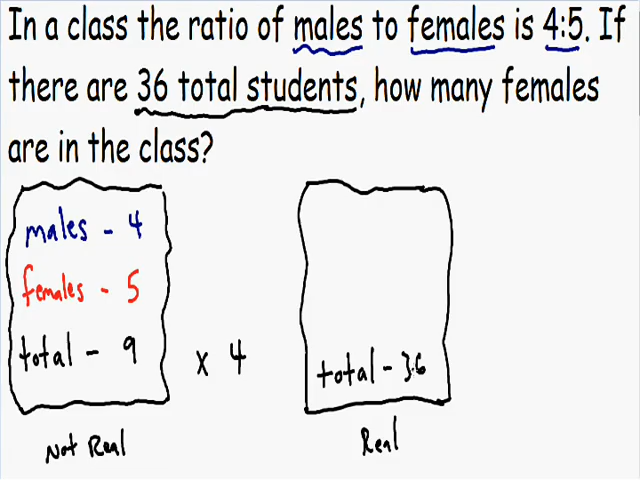 In a class the ratio of males to females is 4:5. If
there are 36 total students, how many females
are in the class?
males - 4
females - 5
total - 9
x 4
total - 36
Not Real
Real